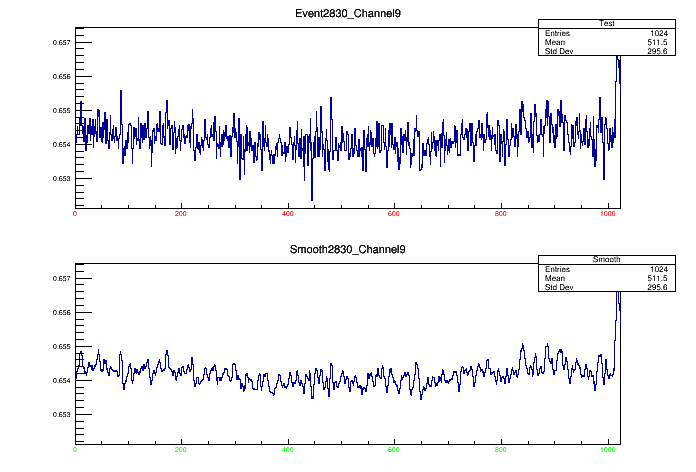 Event2830_Channel9
Test
Entries 1024
Mean 511.5
Std Dev 295.6
0.657
0.656
0.655
0.654
0.653
0 200 400 600 800 1000
Smooth2830_Channel9
Smooth
Entries 1024
Mean 511.5
Std Dev 295.6
0.657
0.656
0.655
0.654
0.653
0 200 400 600 800 1000